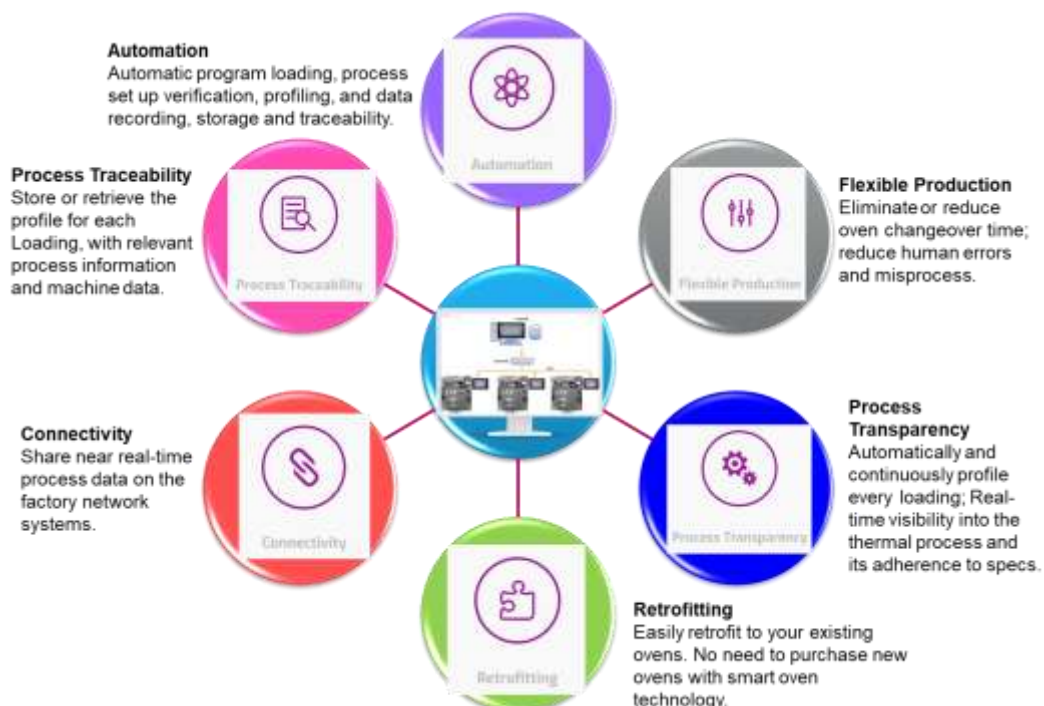 Automation
Automatic program loading, process
set up verification, profiling, and data
recording, storage and traceability.
Automation
Process Traceability
Store or retrieve the
profile for each
Loading, with relevant
process information
and machine data.
Process Traceability
Flexible Production
Eliminate or reduce
oven changeover time;
reduce human errors
and misprocess.
Flexible Production
Connectivity
Share near real-time
process data on the
factory network
systems.
Connectivity
Process
Transparency
Automatically and
continuously profile
every loading; Real-
time visibility into the
thermal process and
its adherence to specs.
Process Transparency
Retrofitting
Easily retrofit to your existing
ovens. No need to purchase new
ovens with smart oven
technology.
Retrofitting